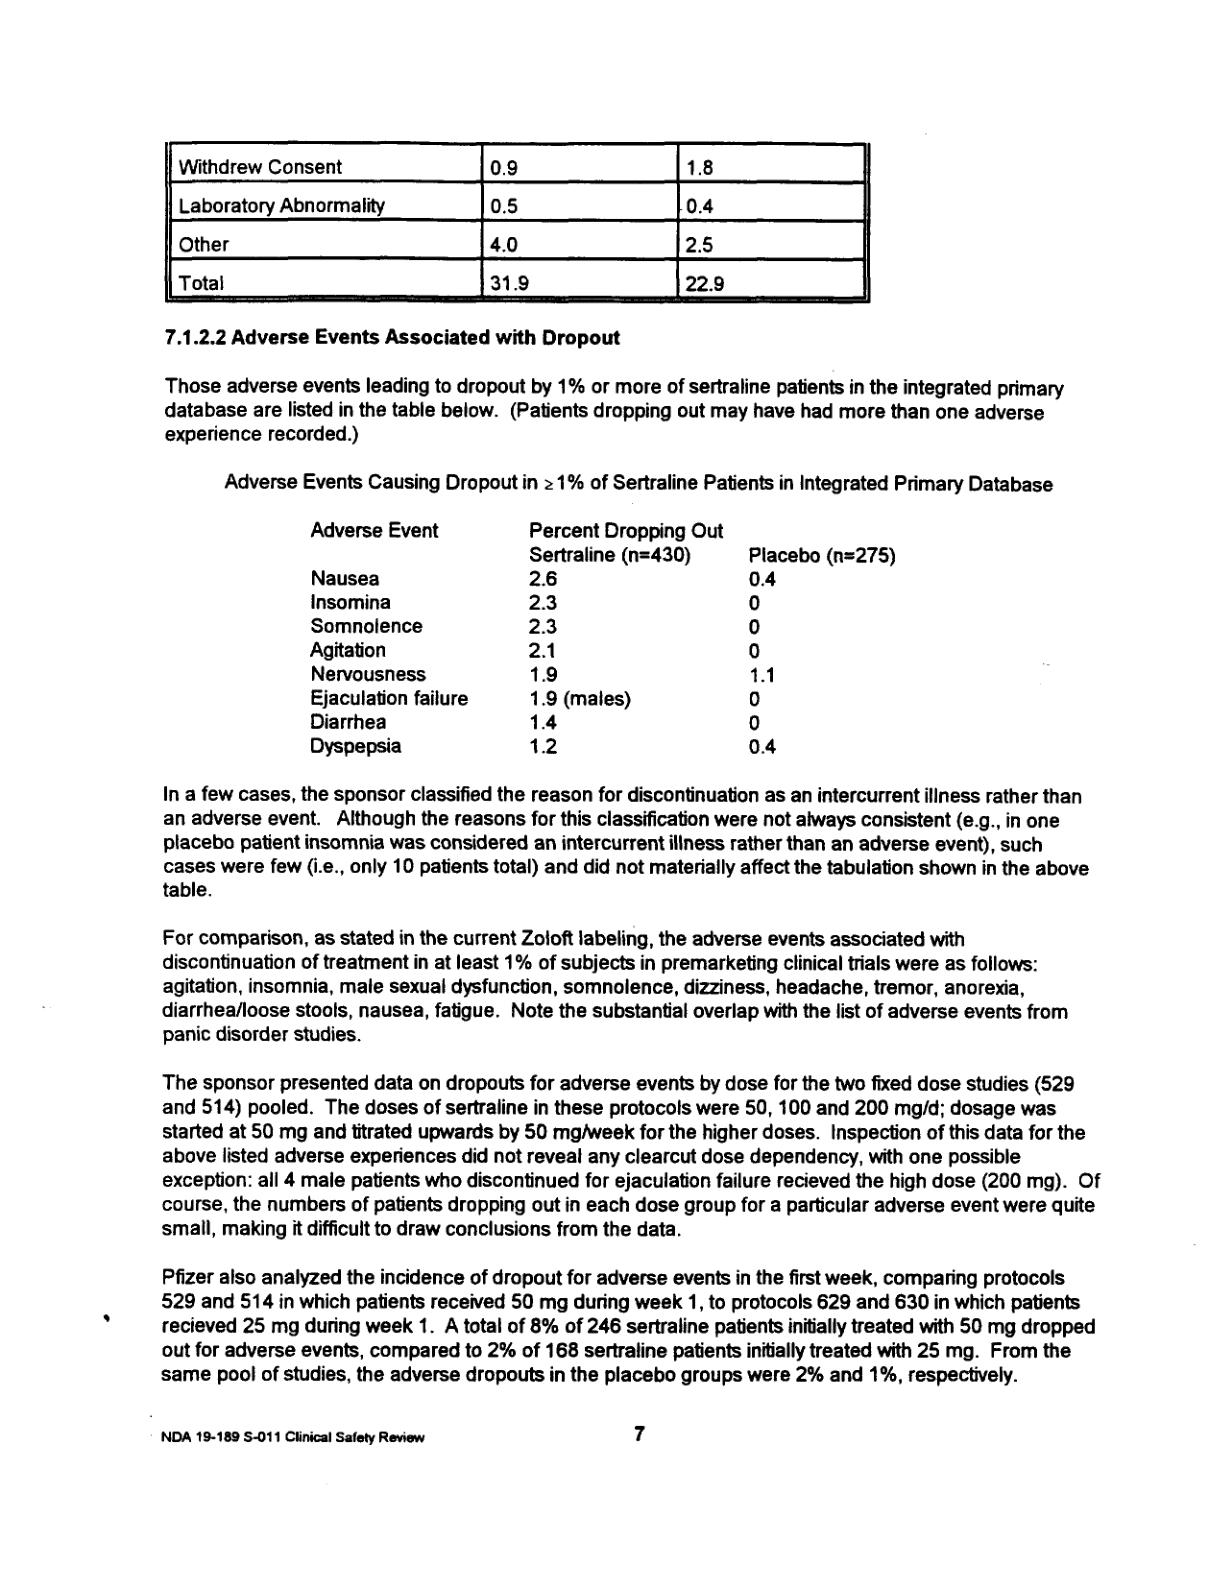 Withdrew Consent 0.9 1.8
Laboratory Abnormality 0.5 0.4
Other 4.0 2.5
Total 31.9 22.9
7.1.2.2 Adverse Events Associated with Dropout
Those adverse events leading to dropout by 1% or more of sertraline patients in the integrated primary
database are listed in the table below.  (Patients dropping out may have had more than one adverse
experience recorded.)
Adverse Events Causing Dropout in ≥1% of Sertraline Patients in Integrated Primary Database
Adverse Event Percent Dropping Out
Sertraline (n=430) Placebo (n=275)
Nausea 2.6 0.4
Insomina 2.3 0
Somnolence 2.3 0
Agitation 2.1 0
Nervousness 1.9 1.1
Ejaculation failure 1.9 (males) 0
Diarrhea 1.4 0
Dyspepsia 1.2 0.4
In a few cases, the sponsor classified the reason for discontinuation as an intercurrent illness rather than
an adverse event.  Although the reasons for this classification were not always consistent (e.g., in one
placebo patient insomnia was considered an intercurrent illness rather than an adverse event), such
cases were few (i.e., only 10 patients total) and did not materially affect the tabulation shown in the above
table.
For comparison, as stated in the current Zoloft labeling, the adverse events associated with
discontinuation of treatment in at least 1% of subjects in premarketing clinical trials were as follows:
agitation, insomnia, male sexual dysfunction, somnolence, dizziness, headache, tremor, anorexia,
diarrhea/loose stools, nausea, fatigue.  Note the substantial overlap with the list of adverse events from
panic disorder studies.
The sponsor presented data on dropouts for adverse events by dose for the two fixed dose studies (529
and 514) pooled.  The doses of sertraline in these protocols were 50, 100 and 200 mg/d; dosage was
started at 50 mg and titrated upwards by 50 mg/week for the higher doses.  Inspection of this data for the
above listed adverse experiences did not reveal any clearcut dose dependency, with one possible
exception: all 4 male patients who discontinued for ejaculation failure recieved the high dose (200 mg).  Of
course, the numbers of patients dropping out in each dose group for a particular adverse event were quite
small, making it difficult to draw conclusions from the data.
Pfizer also analyzed the incidence of dropout for adverse events in the first week, comparing protocols
529 and 514 in which patients received 50 mg during week 1, to protocols 629 and 630 in which patients
recieved 25 mg during week 1.  A total of 8% of 246 sertraline patients initially treated with 50 mg dropped
out for adverse events, compared to 2% of 168 sertraline patients initially treated with 25 mg.  From the
same pool of studies, the adverse dropouts in the placebo groups were 2% and 1%, respectively.
NDA 19-189 S-011 Clinical Safety Review 7